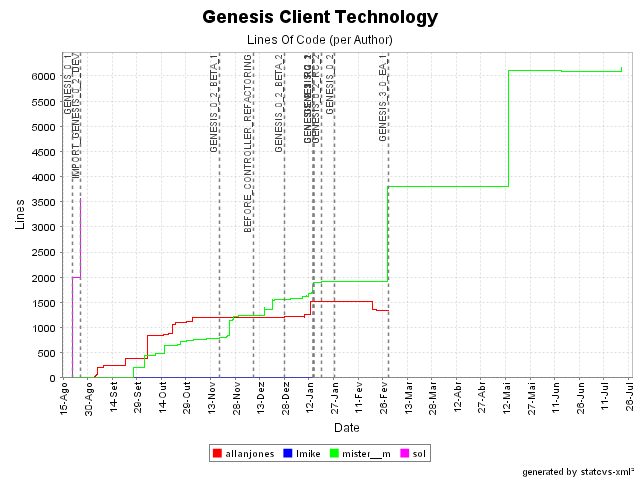 Genesis Client Technology
Lines Of Code (per Author)
GENESIS_0_1
IMPORT_GENESIS_0_2_DEV
GENESIS_0_2_BETA_1
BEFORE_CONTROLLER_REFACTORING
GENESIS_0_2_BETA_2
GENESIS_0_2
GENESIS_3_0_EA_1
Lines
6000
5500
5000
4500
4000
3500
3000
2500
2000
1500
1000
500
0
15-Ago
30-Ago
14-Set
29-Set
14-Out
29-Out
13-Nov
28-Nov
13-Dez
28-Dez
12-Jan
27-Jan
11-Fev
26-Fev
13-Mar
28-Mar
12-Abr
27-Abr
12-Mai
27-Mai
11-Jun
26-Jun
11-Jul
26-Jul
Date
allanjones
lmike
mister__m
sol
generated by statcvs-xml²